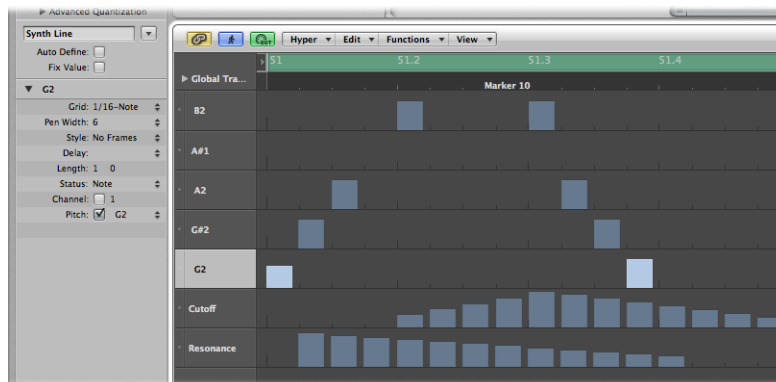 Advanced Quantization
Synth Line
Auto Define:
Fix Value:
G2
Grid: 1/16-Note
Pen Width: 6
Style: No Frames
Delay:
Length: 1 0
Status: Note
Channel: 1
Pitch: G2
OUT Hyper Edit Functions View
51 51.2 51.3 51.4
Global Tra...
Marker 10
B2
A#1
A2
G#2
G2
Cutoff
Resonance